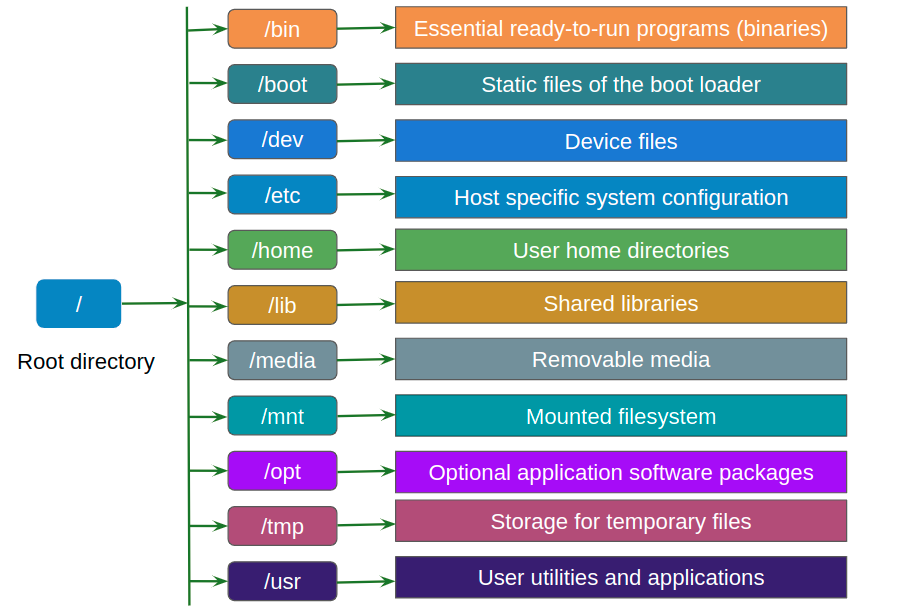 /bin Essential ready-to-run programs (binaries)
/boot Static files of the boot loader
/dev Device files
/etc Host specific system configuration
/home User home directories
/ 
Root directory
/lib Shared libraries
/media Removable media
/mnt Mounted filesystem
/opt Optional application software packages
/tmp Storage for temporary files
/usr User utilities and applications